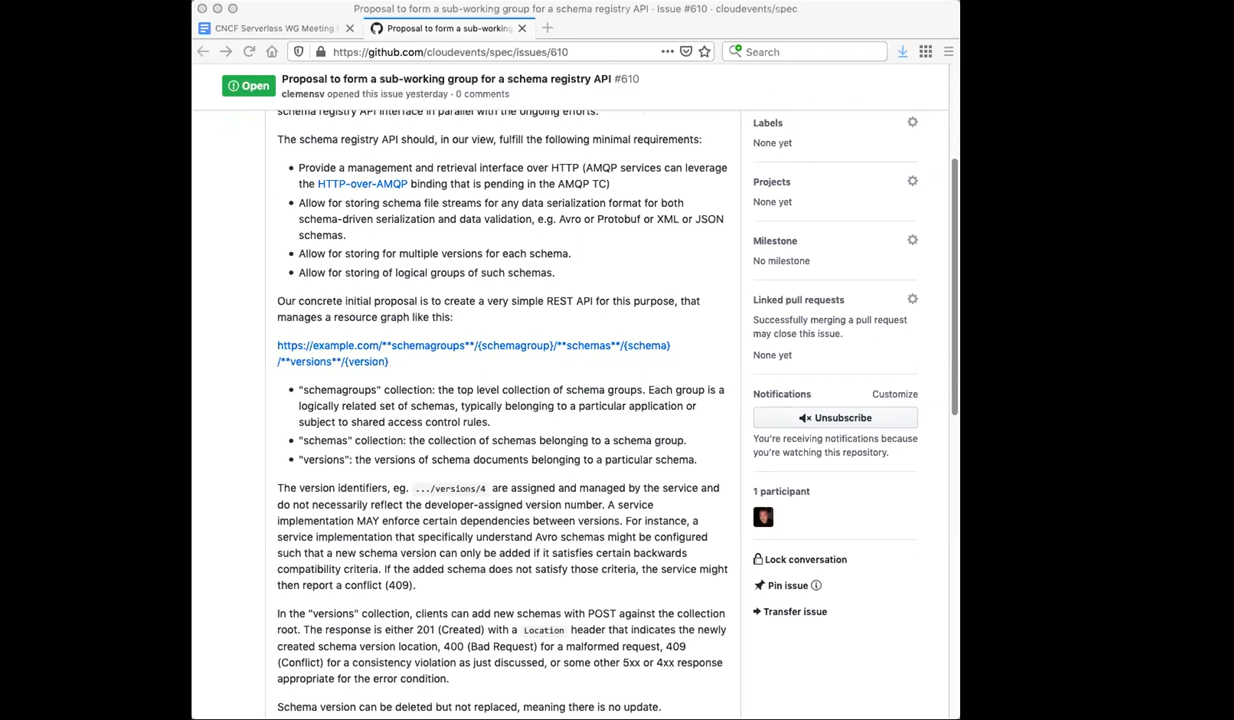 Proposal to form a sub-working group for a schema registry API · Issue #610 · cloudevents/spec
CNCF Serverless WG Meeting
Proposal to form a sub-working
https://github.com/cloudevents/spec/issues/610
Search
Open
Proposal to form a sub-working group for a schema registry API #610
clemensv opened this issue yesterday · 0 comments
schema registry API interface in parallel with the ongoing efforts.
The schema registry API should, in our view, fulfill the following minimal requirements:
• Provide a management and retrieval interface over HTTP (AMQP services can leverage
the HTTP-over-AMQP binding that is pending in the AMQP TC)
• Allow for storing schema file streams for any data serialization format for both
schema-driven serialization and data validation, e.g. Avro or Protobuf or XML or JSON
schemas.
• Allow for storing for multiple versions for each schema.
• Allow for storing of logical groups of such schemas.
Our concrete initial proposal is to create a very simple REST API for this purpose, that
manages a resource graph like this:
https://example.com/**schemagroups**/{schemagroup}/**schemas**/{schema}
/**versions**/{version}
• "schemagroups" collection: the top level collection of schema groups. Each group is a
logically related set of schemas, typically belonging to a particular application or
subject to shared access control rules.
• "schemas" collection: the collection of schemas belonging to a schema group.
• "versions": the versions of schema documents belonging to a particular schema.
The version identifiers, eg. .../versions/4 are assigned and managed by the service and
do not necessarily reflect the developer-assigned version number. A service
implementation MAY enforce certain dependencies between versions. For instance, a
service implementation that specifically understand Avro schemas might be configured
such that a new schema version can only be added if it satisfies certain backwards
compatibility criteria. If the added schema does not satisfy those criteria, the service might
then report a conflict (409).
In the "versions" collection, clients can add new schemas with POST against the collection
root. The response is either 201 (Created) with a Location header that indicates the newly
created schema version location, 400 (Bad Request) for a malformed request, 409
(Conflict) for a consistency violation as just discussed, or some other 5xx or 4xx response
appropriate for the error condition.
Schema version can be deleted but not replaced, meaning there is no update.
Labels
None yet
Projects
None yet
Milestone
No milestone
Linked pull requests
Successfully merging a pull request
may close this issue.
None yet
Notifications Customize
Unsubscribe
You're receiving notifications because
you're watching this repository.
1 participant
Lock conversation
Pin issue
Transfer issue